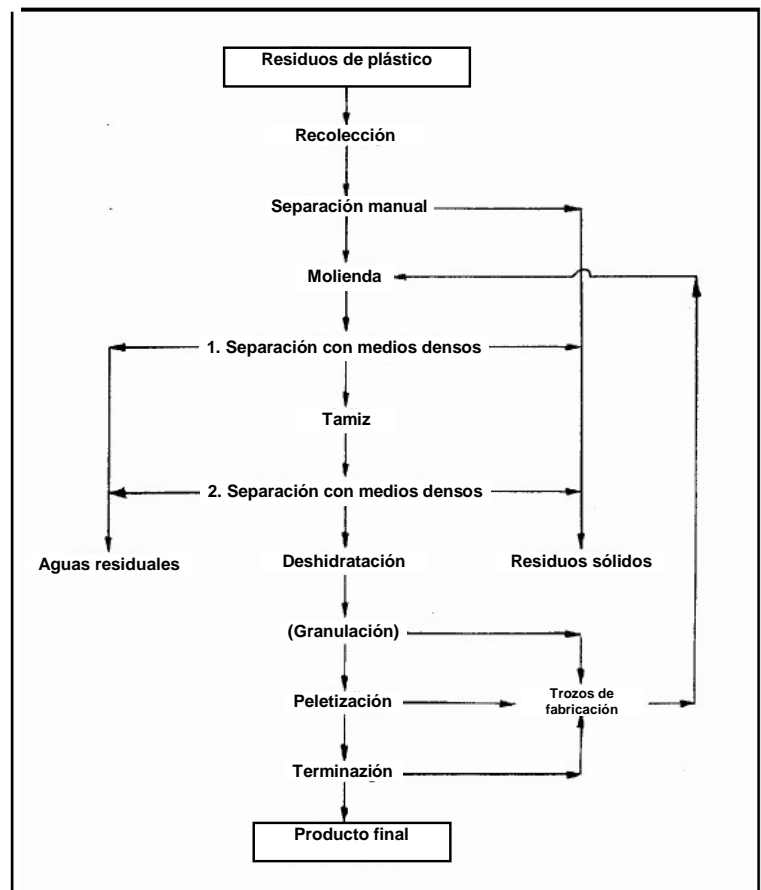 Residuos de plástico
Recolección
Separación manual
Molienda
1. Separación con medios densos
Tamiz
2. Separación con medios densos
Aguas residuales
Deshidratación
Residuos sólidos
(Granulación)
Peletización
Trozos de
fabricación
Terminazión
Producto final